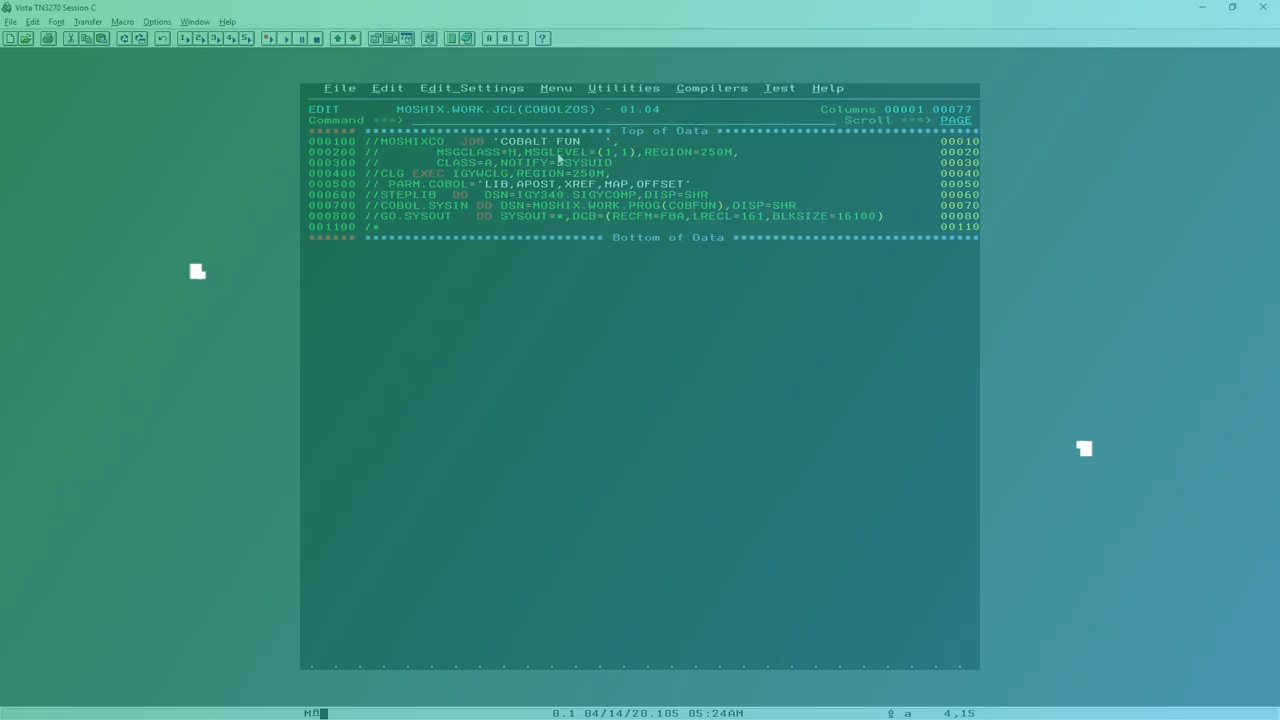 Vista TN3270 Session C
File Edit Font Transfer Macro Options Window Help
1 2 3 4 5 A B C ?
File Edit Edit_Settings Menu Utilities Compilers Test Help
EDIT MOSHIX.WORK.JCL(COBOLZOS) - 01.04 Columns 00001 00077
Command ===> Scroll ===> PAGE
****** ******************************* Top of Data *********************************
000100 //MOSHIXCO JOB 'COBALT FUN ', 00010
000200 // MSGCLASS=H,MSGLEVEL=(1,1),REGION=250M, 00020
000300 // CLASS=A,NOTIFY=&SYSUID 00030
000400 //CLG EXEC IGYWCLG,REGION=250M, 00040
000500 // PARM.COBOL='LIB,APOST,XREF,MAP,OFFSET' 00050
000600 //STEPLIB DD DSN=IGY340.SIGYCOMP,DISP=SHR 00060
000700 //COBOL.SYSIN DD DSN=MOSHIX.WORK.PROG(COBFUN),DISP=SHR 00070
000800 //GO.SYSOUT DD SYSOUT=*,DCB=(RECFM=FBA,LRECL=161,BLKSIZE=16100) 00080
001100 /* 00110
****** ****************************** Bottom of Data *******************************
0.1 04/14/20.105 05:24AM a 4,15